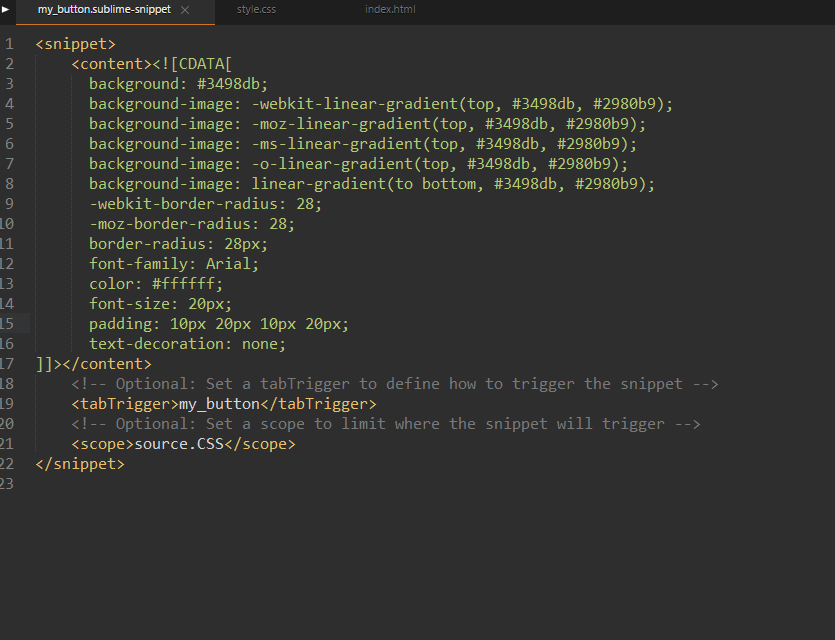 my_button.sublime-snippet × style.css index.html
1 <snippet>
2 <content><![CDATA[
3 background: #3498db;
4 background-image: -webkit-linear-gradient(top, #3498db, #2980b9);
5 background-image: -moz-linear-gradient(top, #3498db, #2980b9);
6 background-image: -ms-linear-gradient(top, #3498db, #2980b9);
7 background-image: -o-linear-gradient(top, #3498db, #2980b9);
8 background-image: linear-gradient(to bottom, #3498db, #2980b9);
9 -webkit-border-radius: 28;
10 -moz-border-radius: 28;
11 border-radius: 28px;
12 font-family: Arial;
13 color: #ffffff;
14 font-size: 20px;
15 padding: 10px 20px 10px 20px;
16 text-decoration: none;
17 ]]></content>
18 <!-- Optional: Set a tabTrigger to define how to trigger the snippet -->
19 <tabTrigger>my_button</tabTrigger>
20 <!-- Optional: Set a scope to limit where the snippet will trigger -->
21 <scope>source.CSS</scope>
22 </snippet>
23